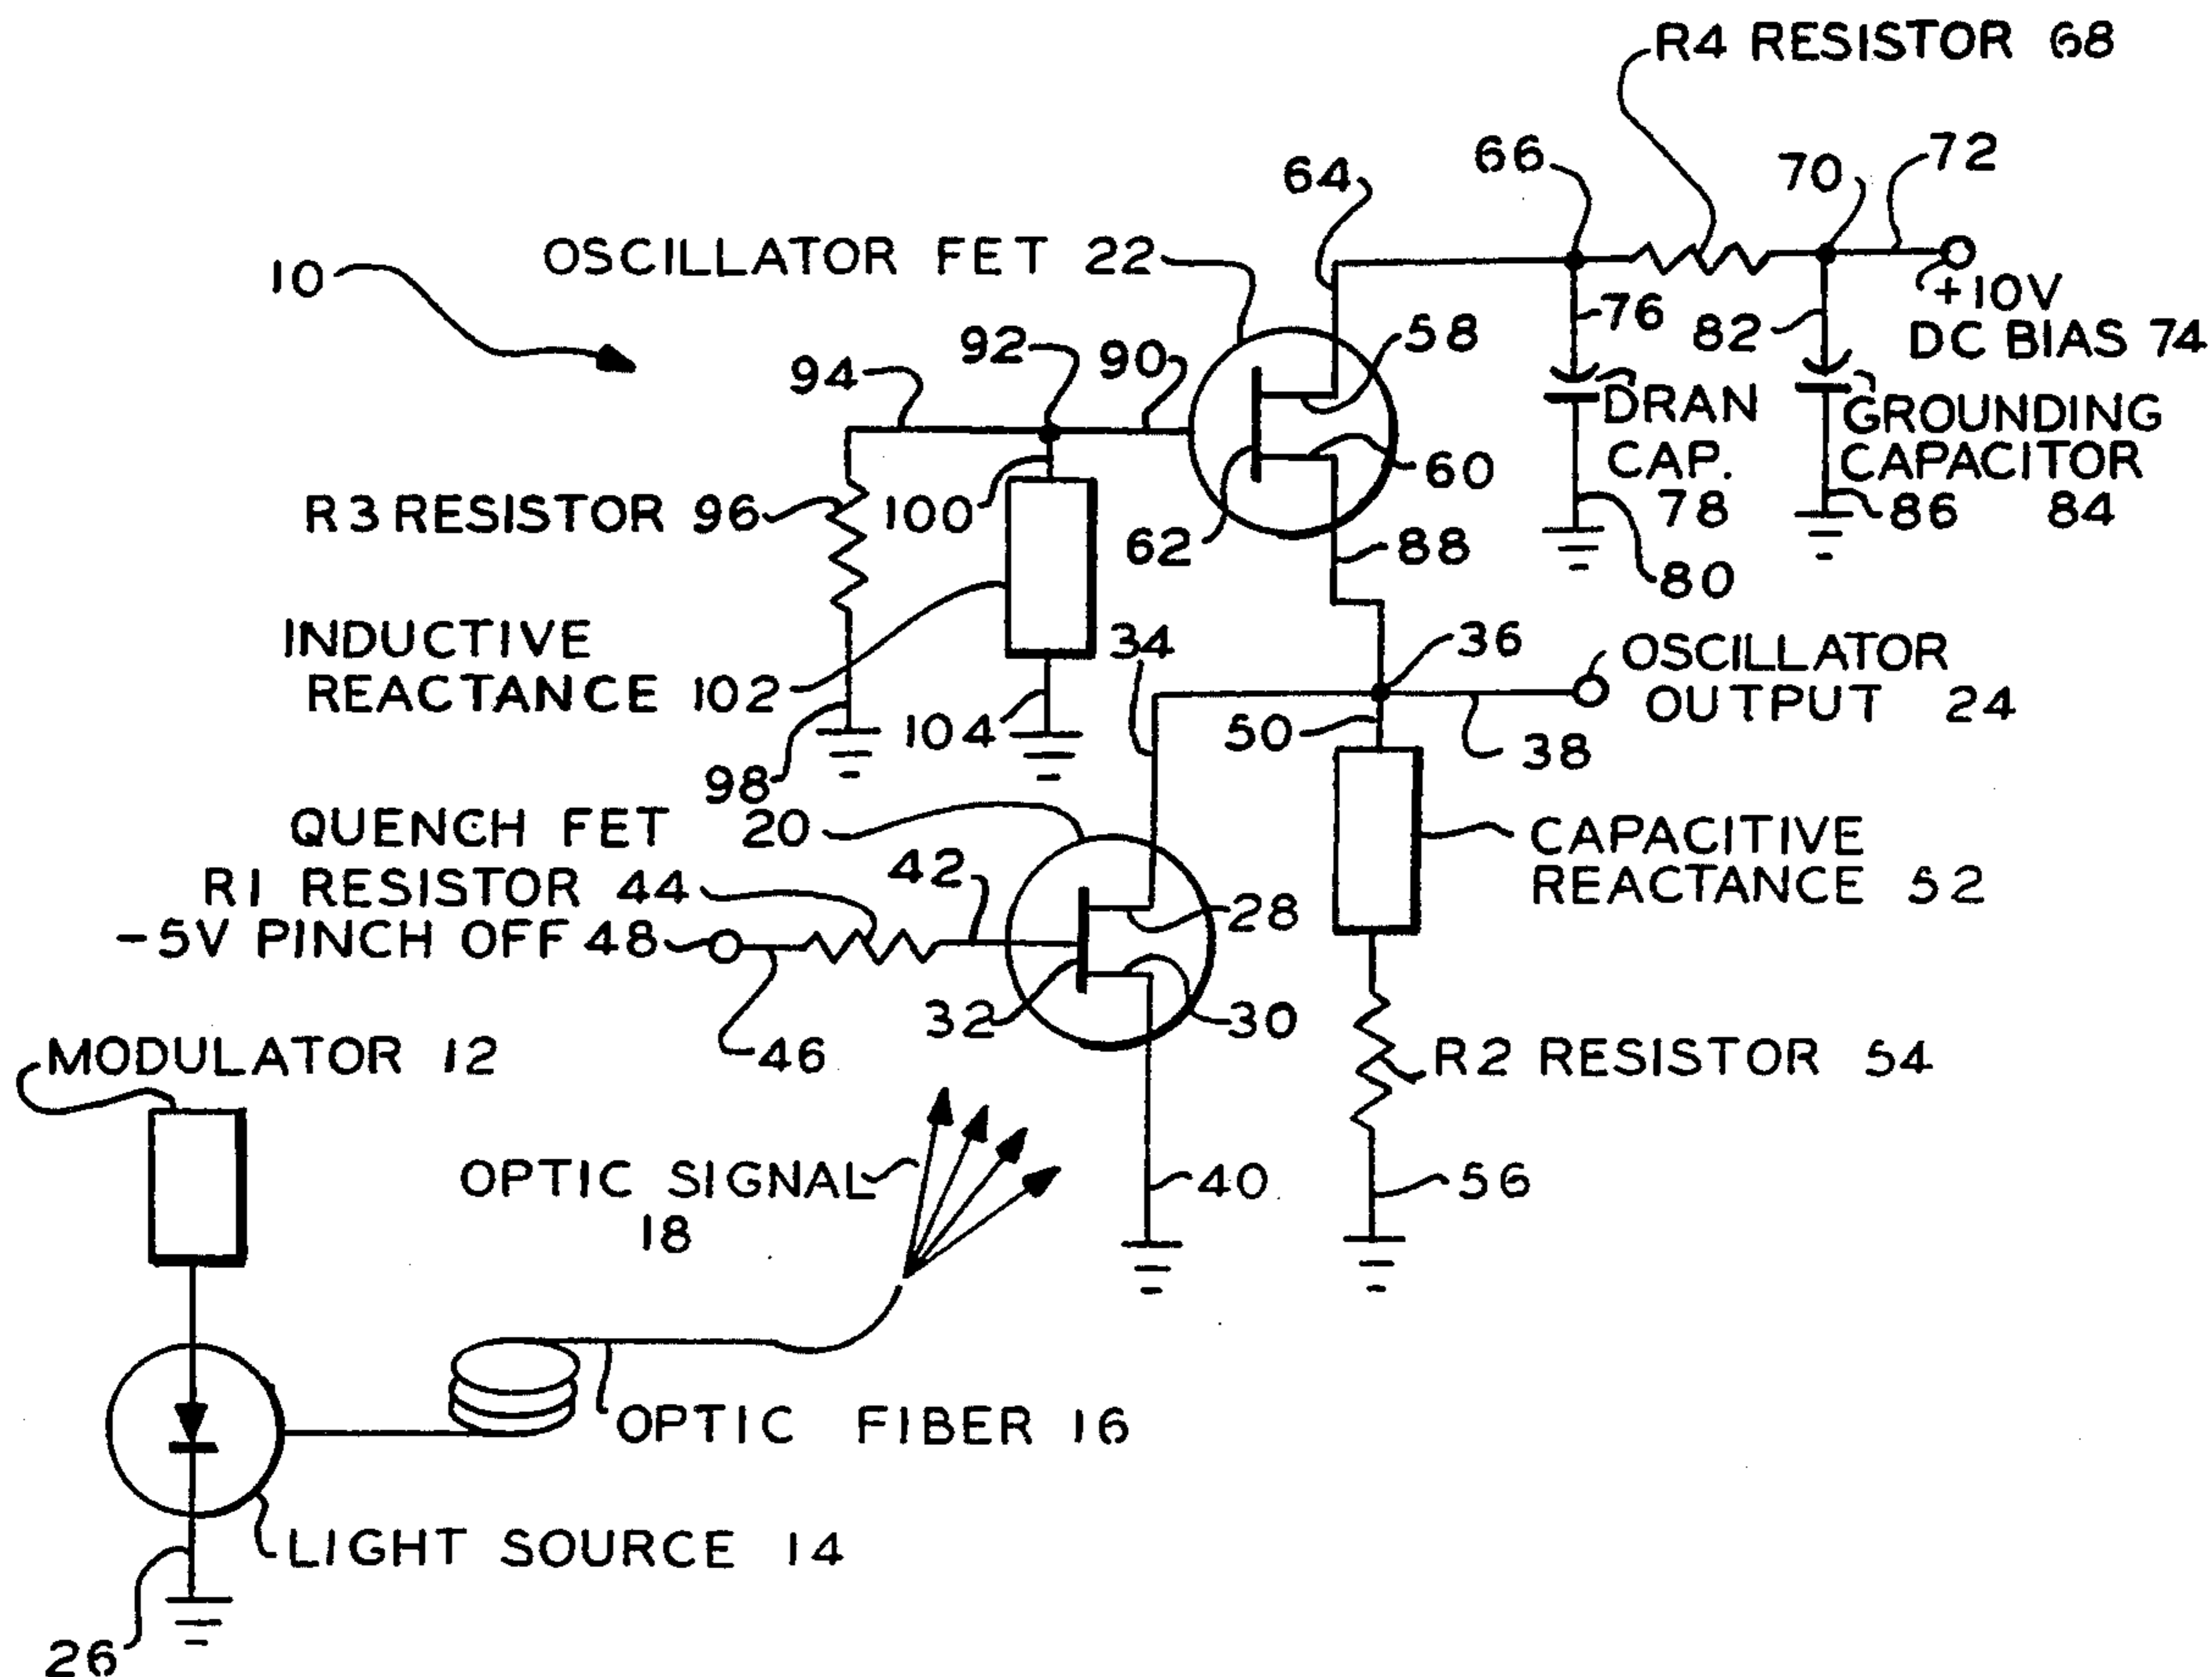 R4 RESISTOR 68
66
70
72
64
OSCILLATOR FET 22
10
+10V
DC BIAS 74
76
82
58
92
90
94
DRAN
CAP.
78
GROUNDING
CAPACITOR
84
60
R3 RESISTOR 96
100
62
88
86
80
INDUCTIVE
REACTANCE 102
34
36
OSCILLATOR
OUTPUT 24
104
50
38
98
QUENCH FET 20
R1 RESISTOR 44
42
-5V PINCH OFF 48
28
CAPACITIVE
REACTANCE 52
32
30
46
MODULATOR 12
R2 RESISTOR 54
OPTIC SIGNAL
18
40
56
OPTIC FIBER 16
LIGHT SOURCE 14
26